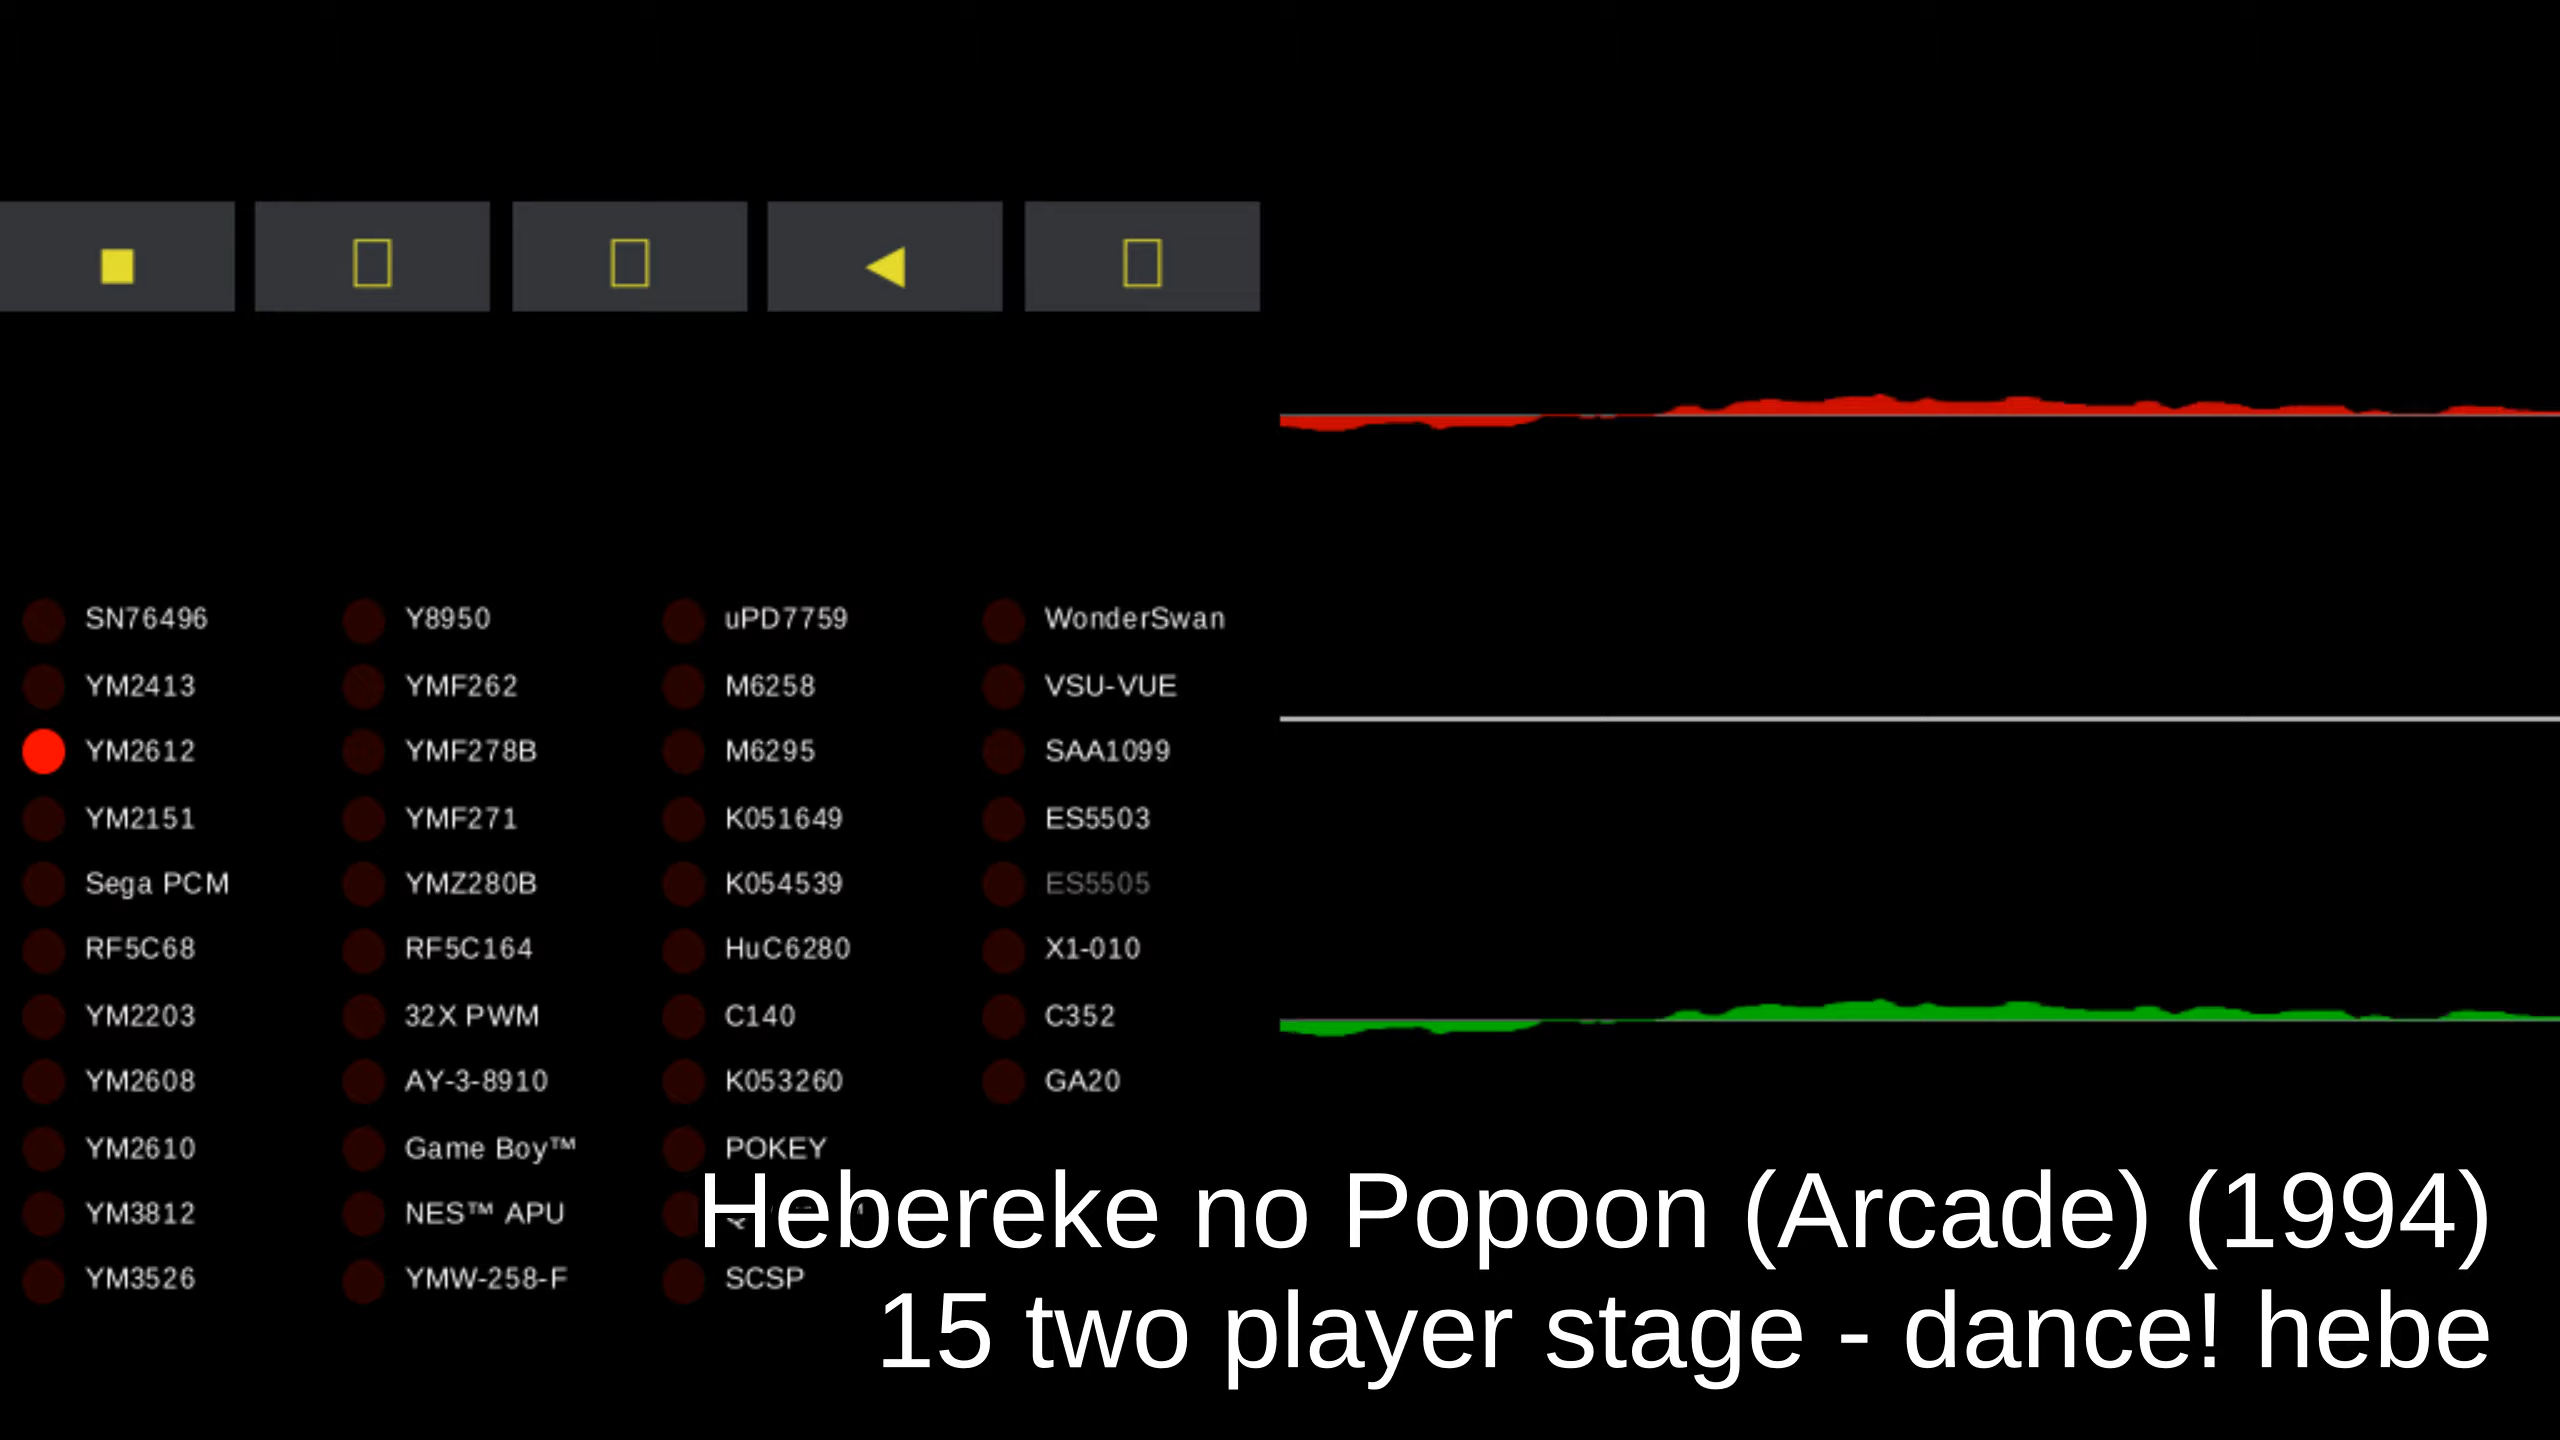 SN76496
YM2413
YM2612
YM2151
Sega PCM
RF5C68
YM2203
YM2608
YM2610
YM3812
YM3526
Y8950
YMF262
YMF278B
YMF271
YMZ280B
RF5C164
32X PWM
AY-3-8910
Game Boy™
NES™ APU
YMW-258-F
uPD7759
M6258
M6295
K051649
K054539
HuC6280
C140
K053260
POKEY
SCSP
WonderSwan
VSU-VUE
SAA1099
ES5503
ES5505
X1-010
C352
GA20
Hebereke no Popoon (Arcade) (1994)
15 two player stage - dance! hebe